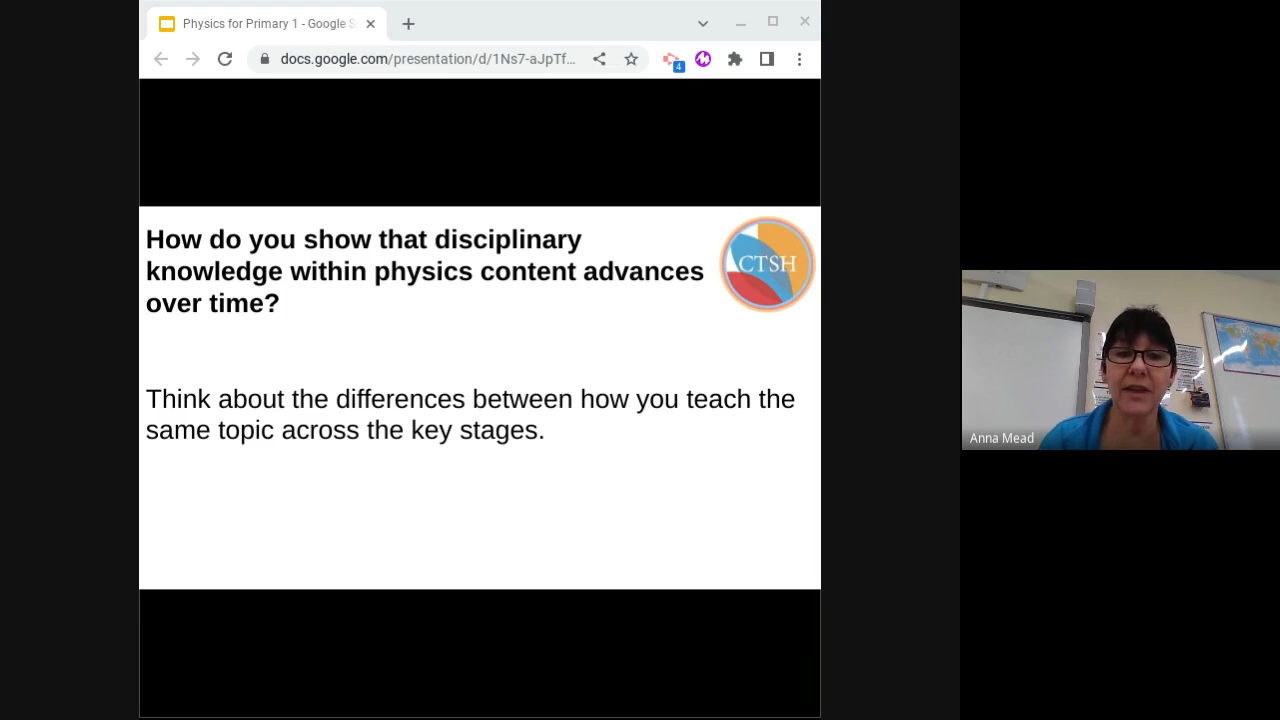 Physics for Primary 1 - Google S
docs.google.com/presentation/d/1Ns7-aJpTf...
4
How do you show that disciplinary
knowledge within physics content advances
over time?
CTSH
Think about the differences between how you teach the
same topic across the key stages.
Anna Mead